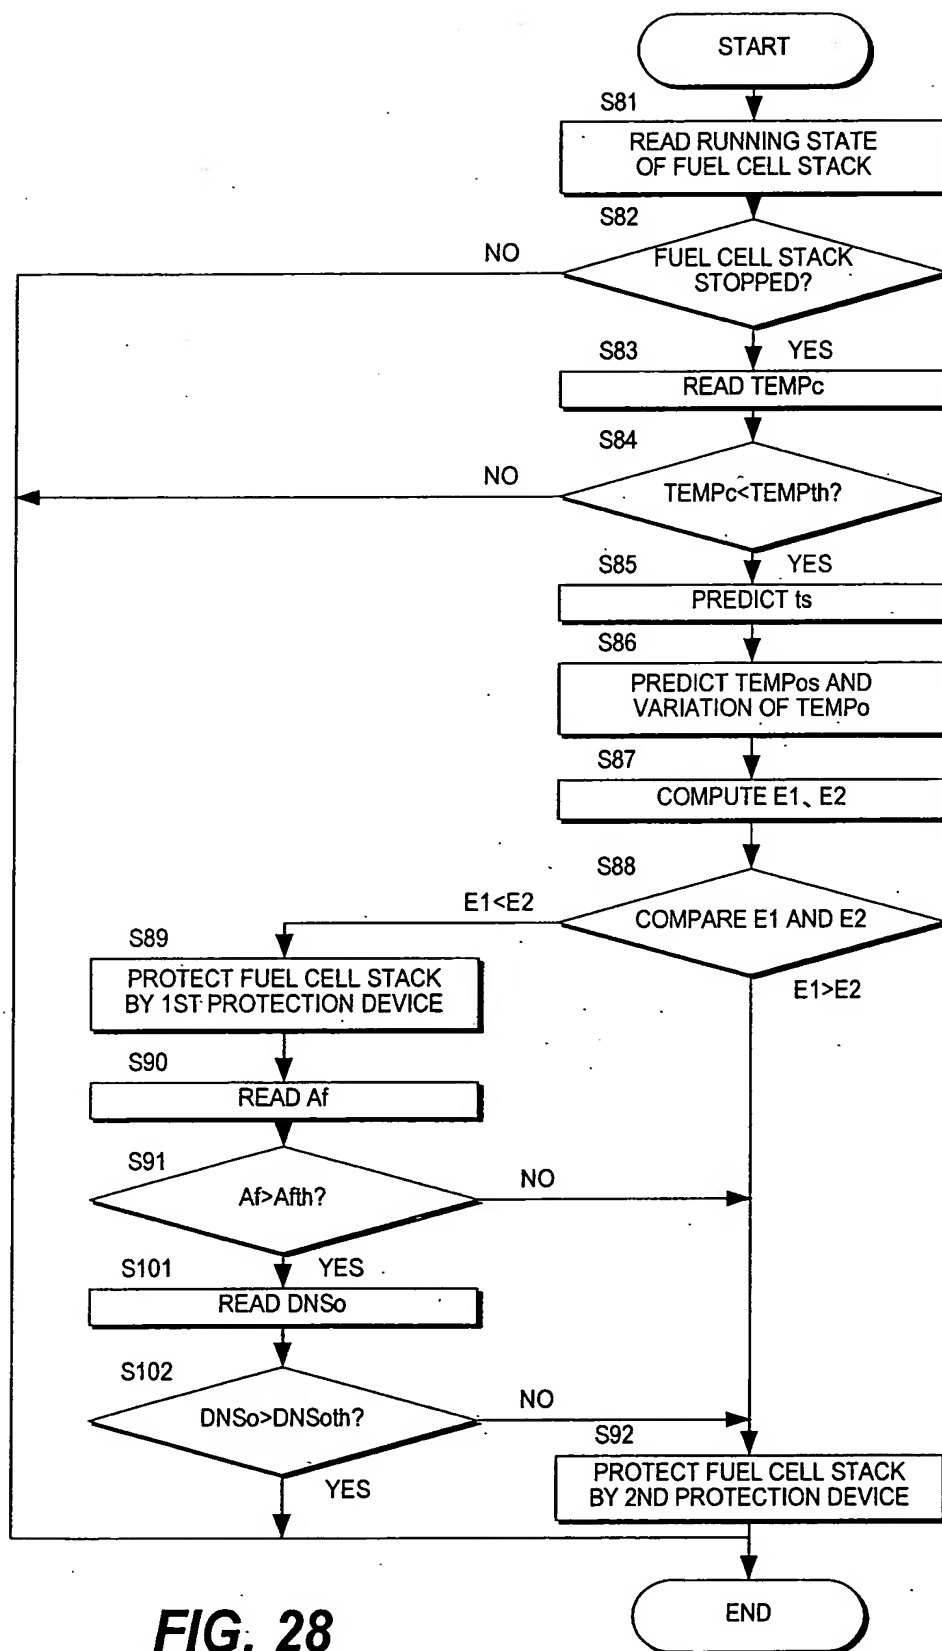 START
S81
READ RUNNING STATE
OF FUEL CELL STACK
S82
NO
FUEL CELL STACK
STOPPED?
YES
S83
READ TEMPc
S84
NO
TEMPc<TEMPth?
YES
S85
PREDICT ts
S86
PREDICT TEMPos AND
VARIATION OF TEMPo
S87
COMPUTE E1、E2
S88
E1<E2
COMPARE E1 AND E2
E1>E2
S89
PROTECT FUEL CELL STACK
BY 1ST PROTECTION DEVICE
S90
READ Af
S91
Af>Afth?
NO
YES
S101
READ DNSo
S102
DNSo>DNSoth?
NO
YES
S92
PROTECT FUEL CELL STACK
BY 2ND PROTECTION DEVICE
END
FIG. 28